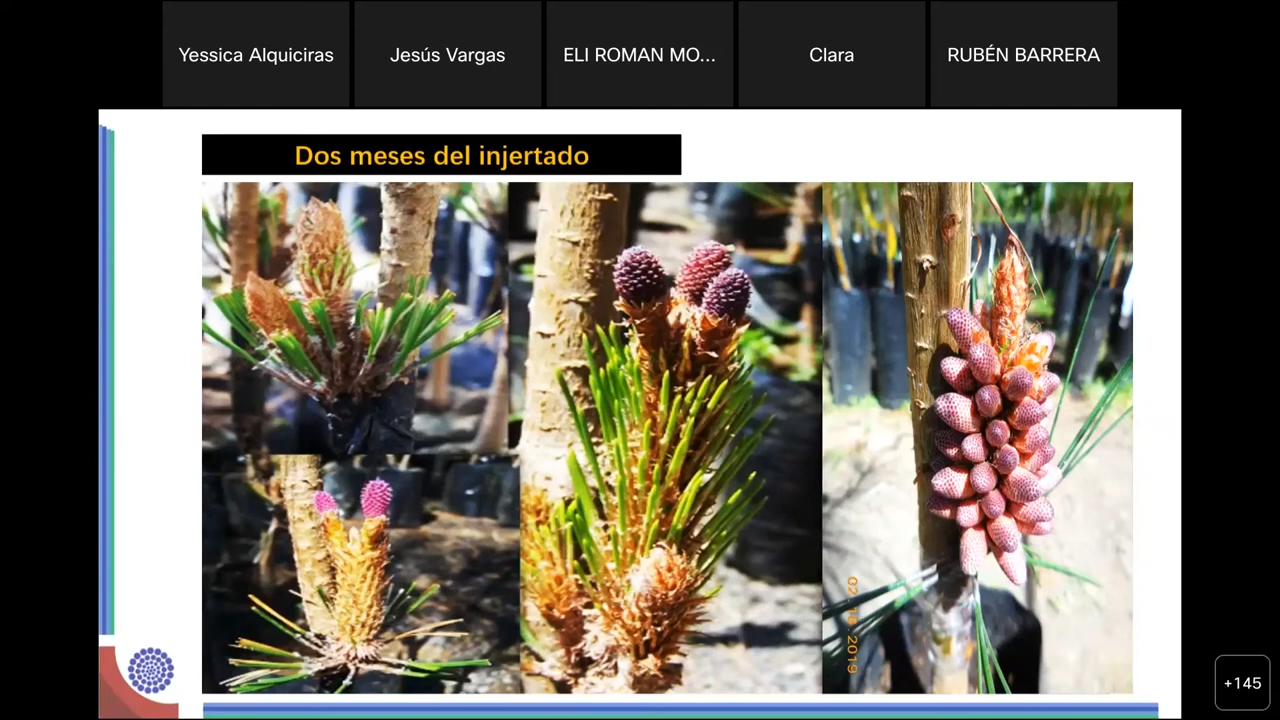 Yessica Alquiciras
Jesús Vargas
ELI ROMAN MO...
Clara
RUBÉN BARRERA
Dos meses del injertado
+145